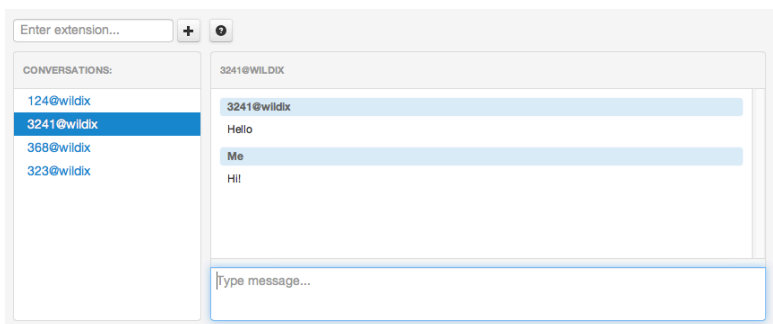 Enter extension...
CONVERSATIONS:
124@wildix
3241@wildix
368@wildix
323@wildix
3241@WILDIX
3241@wildix
Hello
Me
Hi!
Type message...